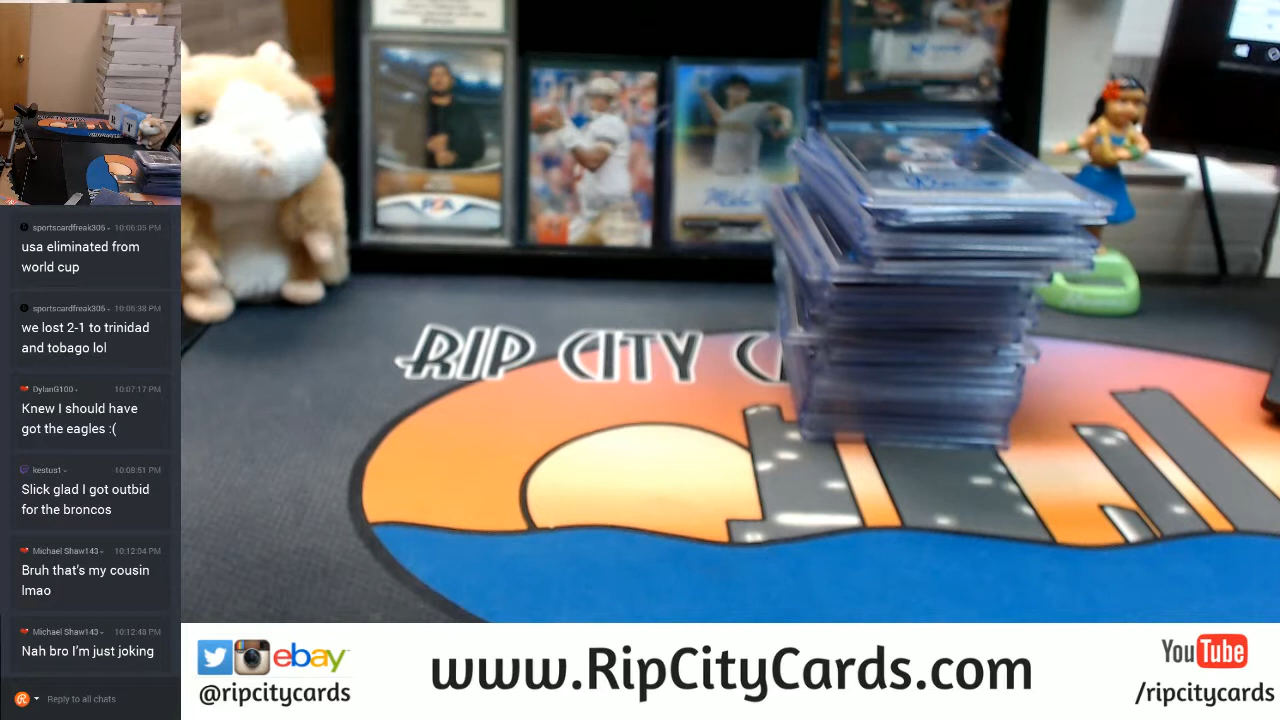 sportscardfreak305 - 10:06:05 PM
usa eliminated from
world cup
sportscardfreak305 - 10:06:38 PM
we lost 2-1 to trinidad
and tobago lol
DylanG100 - 10:07:17 PM
Knew I should have
got the eagles :(
kestus1 - 10:08:51 PM
Slick glad I got outbid
for the broncos
Michael Shaw143 - 10:12:04 PM
Bruh that's my cousin
lmao
Michael Shaw143 - 10:12:48 PM
Nah bro I'm just joking
Reply to all chats
RIP CITY C
ebay
@ripcitycards
www.RipCityCards.com
YouTube
/ripcitycards